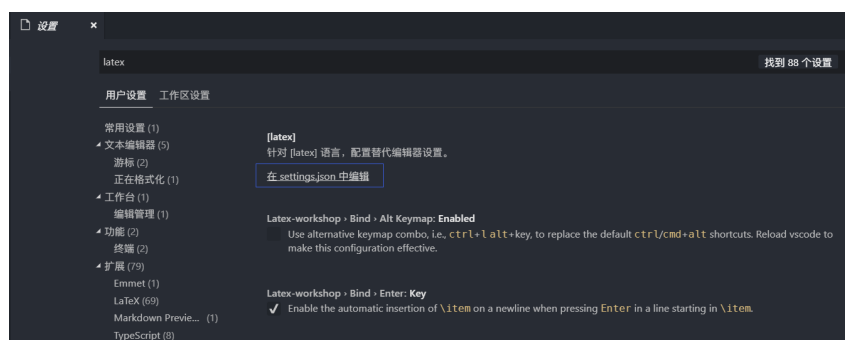 设置 ×
latex 找到 88 个设置
用户设置 工作区设置
常用设置 (1)
文本编辑器 (5)
游标 (2)
正在格式化 (1)
工作台 (1)
编辑管理 (1)
功能 (2)
终端 (2)
扩展 (79)
Emmet (1)
LaTeX (69)
Markdown Previe... (1)
TypeScript (8)
[latex]
针对 [latex] 语言，配置替代编辑器设置。
在 settings.json 中编辑
Latex-workshop › Bind › Alt Keymap: Enabled
Use alternative keymap combo, i.e., ctrl+l alt+key, to replace the default ctrl/cmd+alt shortcuts. Reload vscode to
make this configuration effective.
Latex-workshop › Bind › Enter: Key
Enable the automatic insertion of \item on a newline when pressing Enter in a line starting in \item.